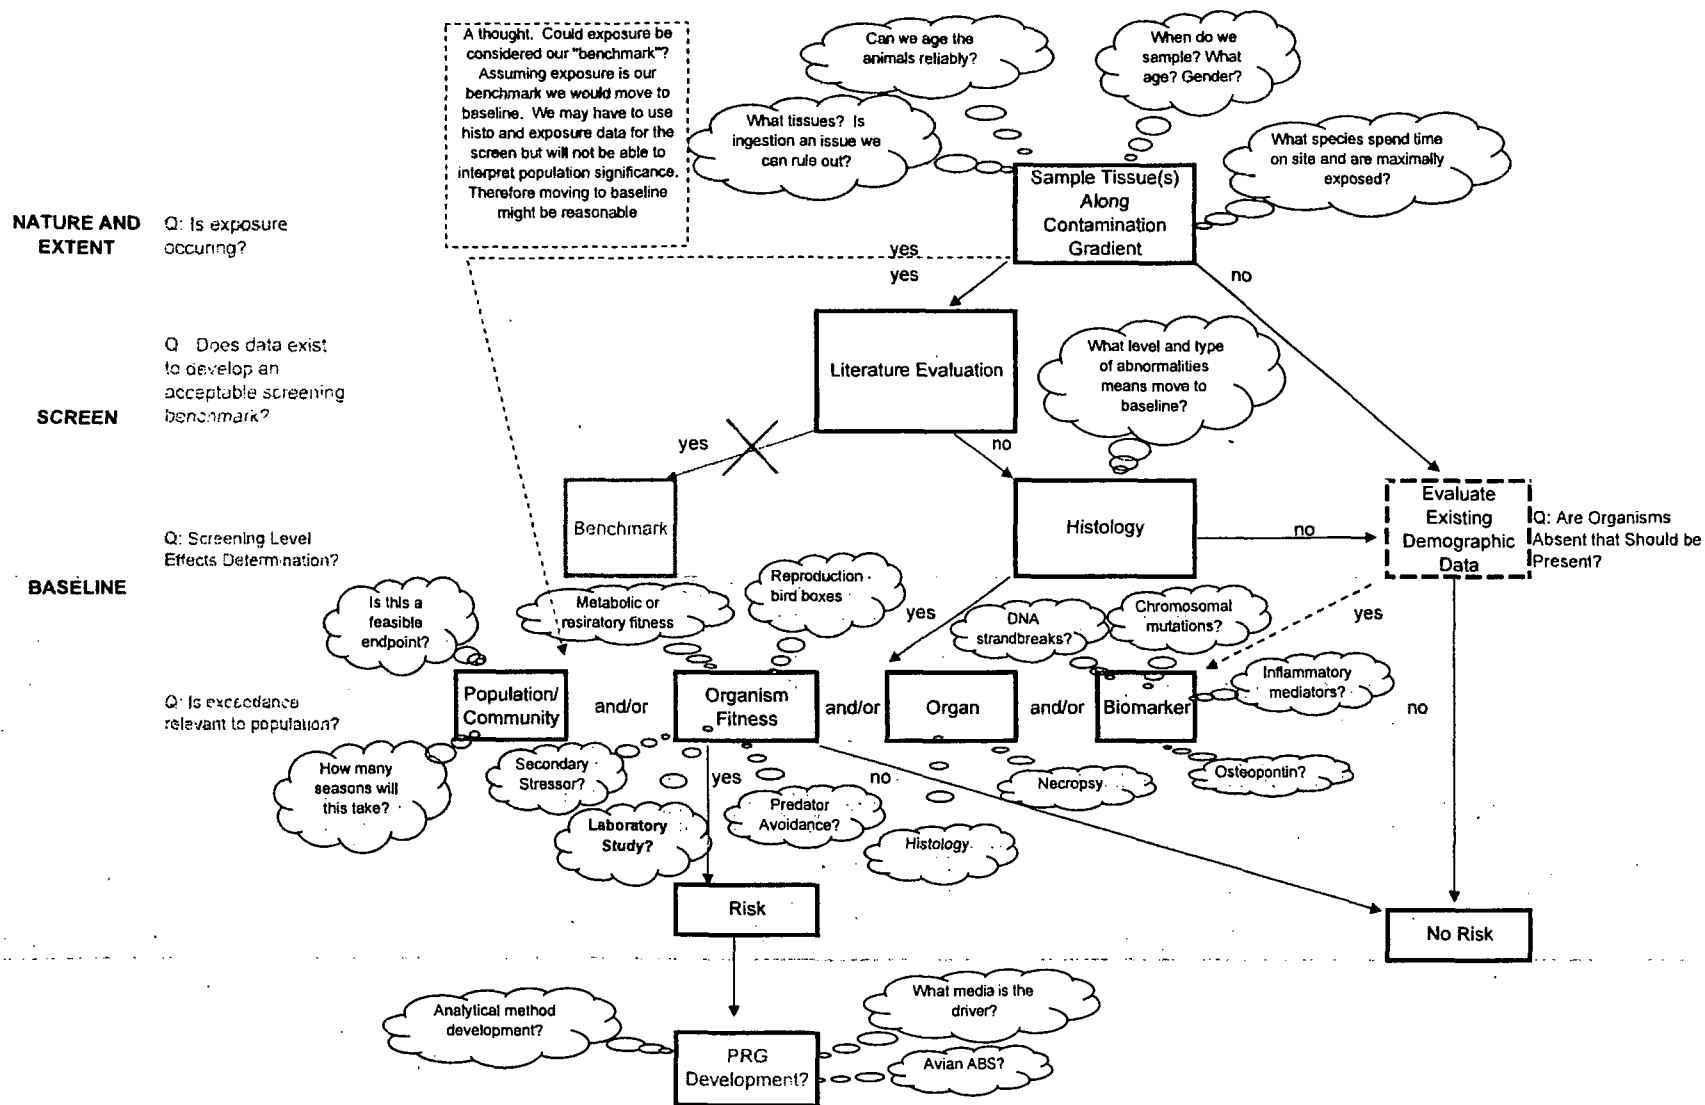 A thought. Could exposure be
considered our "benchmark"?
Assuming exposure is our
benchmark we would move to
baseline. We may have to use
histo and exposure data for the
screen but will not be able to
interpret population significance.
Therefore moving to baseline
might be reasonable
Can we age the
animals reliably?
When do we
sample? What
age? Gender?
What tissues? Is
ingestion an issue we
can rule out?
What species spend time
on site and are maximally
exposed?
Sample Tissue(s)
Along
Contamination
Gradient
NATURE AND
EXTENT
Q: Is exposure
occuring?
yes
yes
no
Q Does data exist
to develop an
acceptable screening
benchmark?
SCREEN
Literature Evaluation
What level and type
of abnormalities
means move to
baseline?
yes
no
Benchmark
Histology
no
Evaluate
Existing
Demographic
Data
Q: Are Organisms
Absent that Should be
Present?
Q: Screening Level
Effects Determination?
BASELINE
Is this a
feasible
endpoint?
Metabolic or
resiratory fitness
Reproduction
bird boxes
yes
DNA
strandbreaks?
Chromosomal
mutations?
yes
Inflammatory
mediators?
Q: Is exceedance
relevant to population?
Population/
Community
and/or
Organism
Fitness
and/or
Organ
and/or
Biomarker
no
How many
seasons will
this take?
Secondary
Stressor?
yes
no
Laboratory
Study?
Predator
Avoidance?
Histology
Necropsy
Osteopontin?
Risk
No Risk
Analytical method
development?
What media is the
driver?
PRG
Development?
Avian ABS?